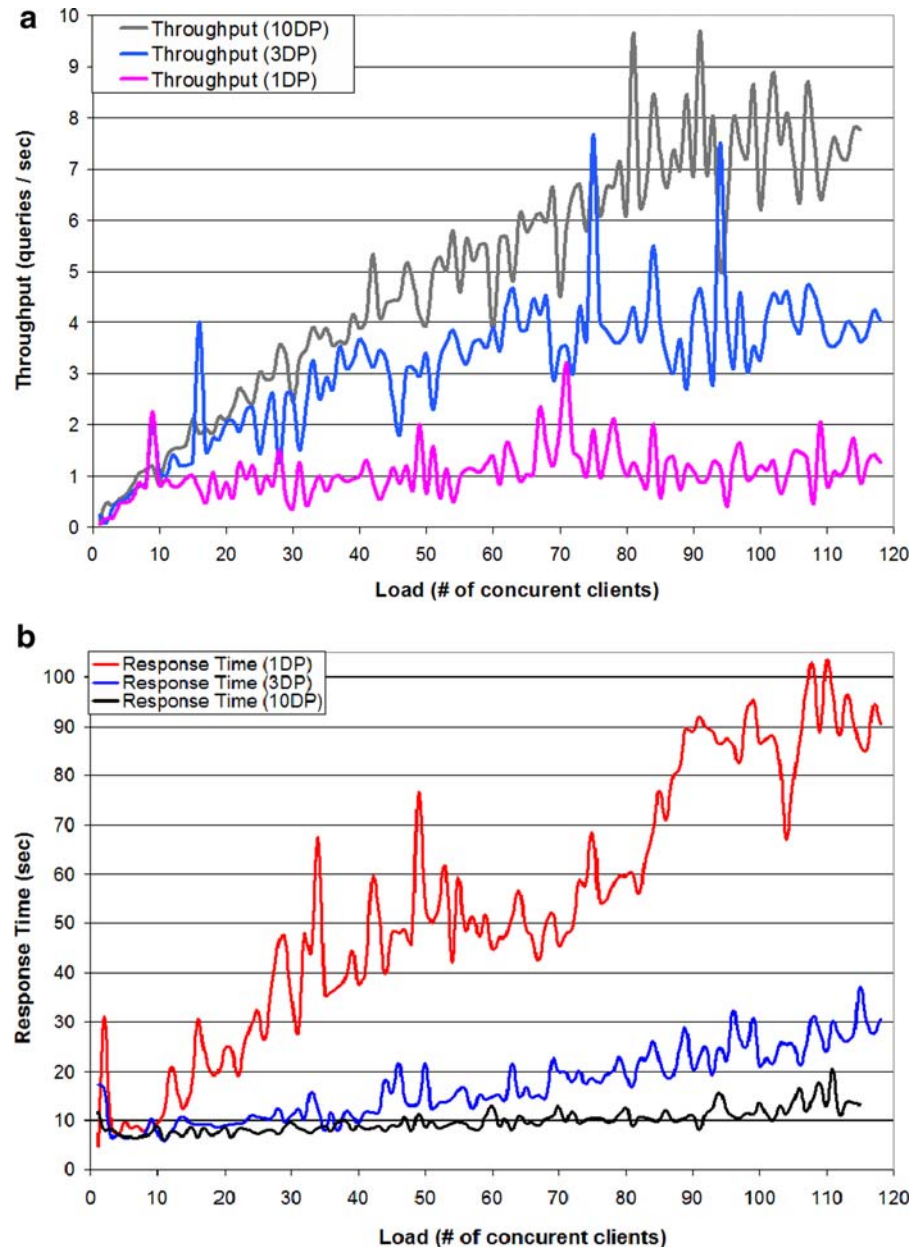 a
Throughput (10DP)
Throughput (3DP)
Throughput (1DP)
10
9
8
7
6
5
4
3
2
1
0
Throughput (queries / sec)
0 10 20 30 40 50 60 70 80 90 100 110 120
Load (# of concurent clients)
b
Response Time (1DP)
Response Time (3DP)
Response Time (10DP)
100
90
80
70
60
50
40
30
20
10
0
Response Time (sec)
0 10 20 30 40 50 60 70 80 90 100 110 120
Load (# of concurent clients)